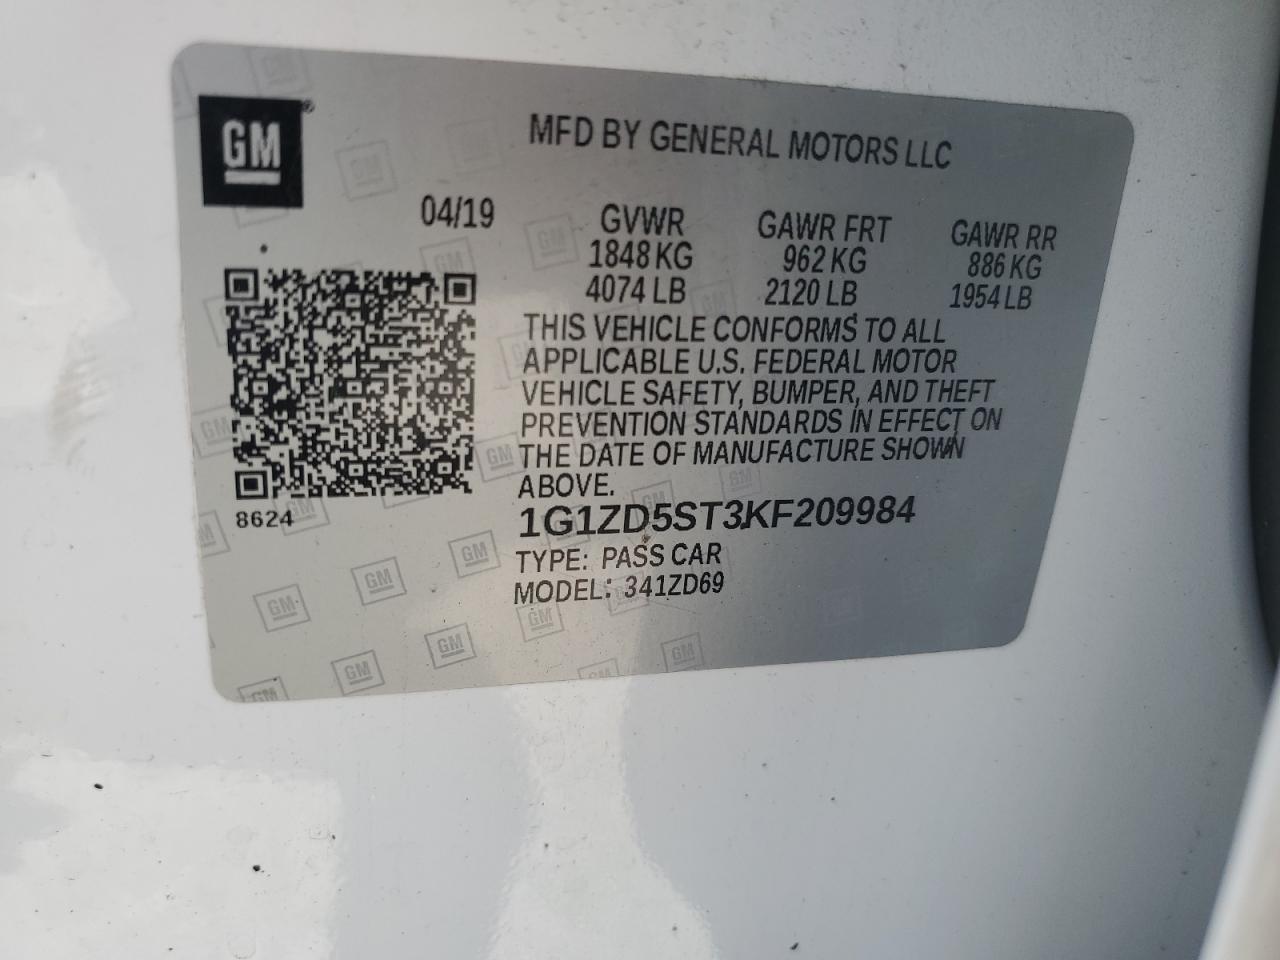 GM
MFD BY GENERAL MOTORS LLC
04/19
GVWR GAWR FRT GAWR RR
1848 KG 962 KG 886 KG
4074 LB 2120 LB 1954 LB
THIS VEHICLE CONFORMS TO ALL
APPLICABLE U.S. FEDERAL MOTOR
VEHICLE SAFETY, BUMPER, AND THEFT
PREVENTION STANDARDS IN EFFECT ON
THE DATE OF MANUFACTURE SHOWN
ABOVE.
8624
1G1ZD5ST3KF209984
TYPE: PASS CAR
MODEL: 341ZD69